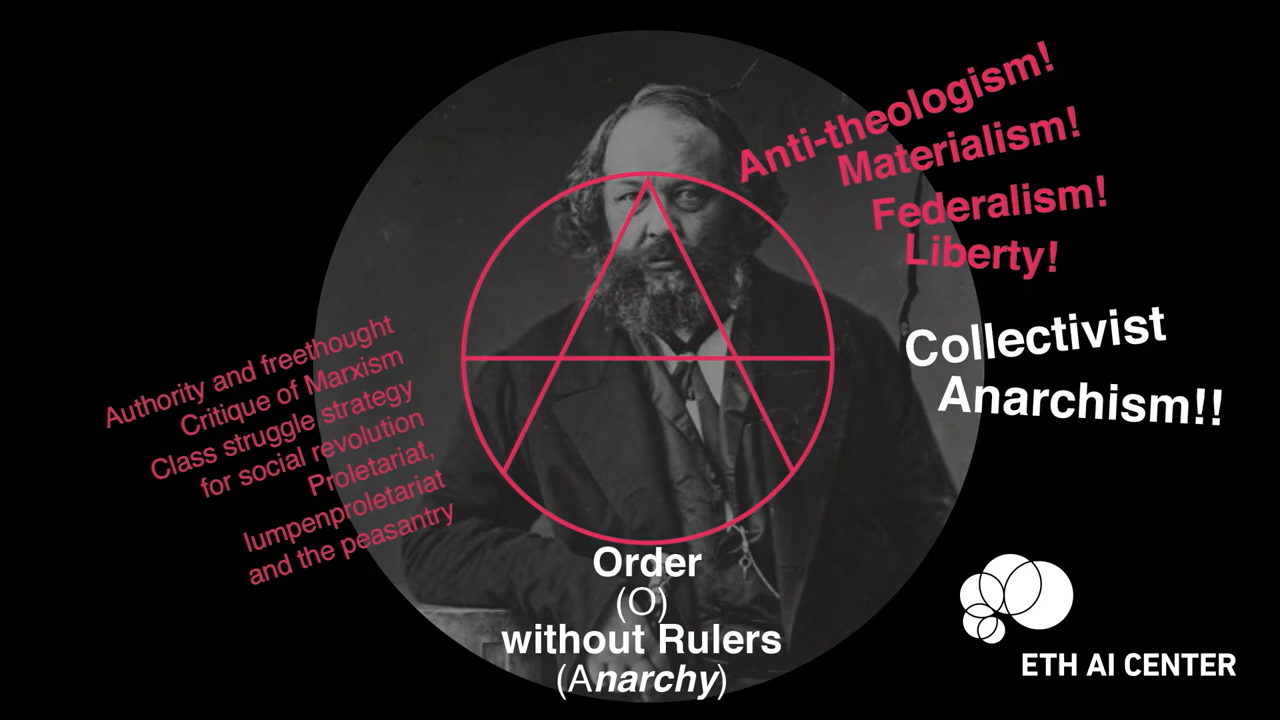 Anti-theologism!
Materialism!
Federalism!
Liberty!
Collectivist
Anarchism!!
Authority and freethought
Critique of Marxism
Class struggle strategy
for social revolution
Proletariat,
lumpenproletariat
and the peasantry
Order
(O)
without Rulers
(Anarchy)
ETH AI CENTER